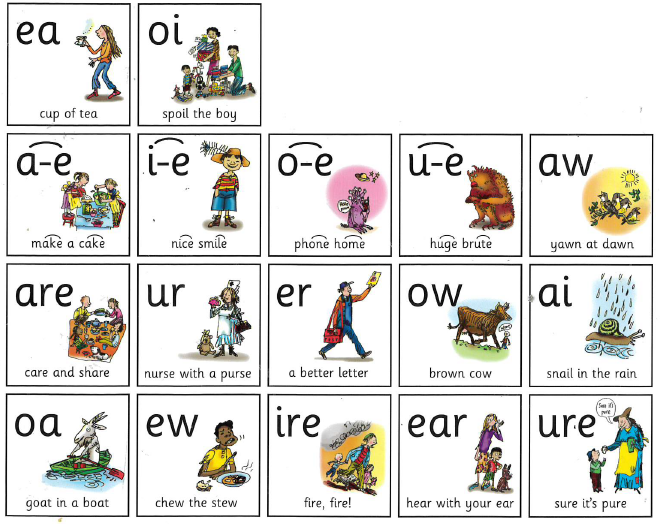 ea
cup of tea
oi
spoil the boy
a-e
make a cake
i-e
nice smile
o-e
phone home
u-e
huge brute
aw
yawn at dawn
are
care and share
ur
nurse with a purse
er
a better letter
ow
brown cow
ai
snail in the rain
oa
goat in a boat
ew
chew the stew
ire
fire, fire!
ear
hear with your ear
ure
Sure it's
pure
sure it's pure